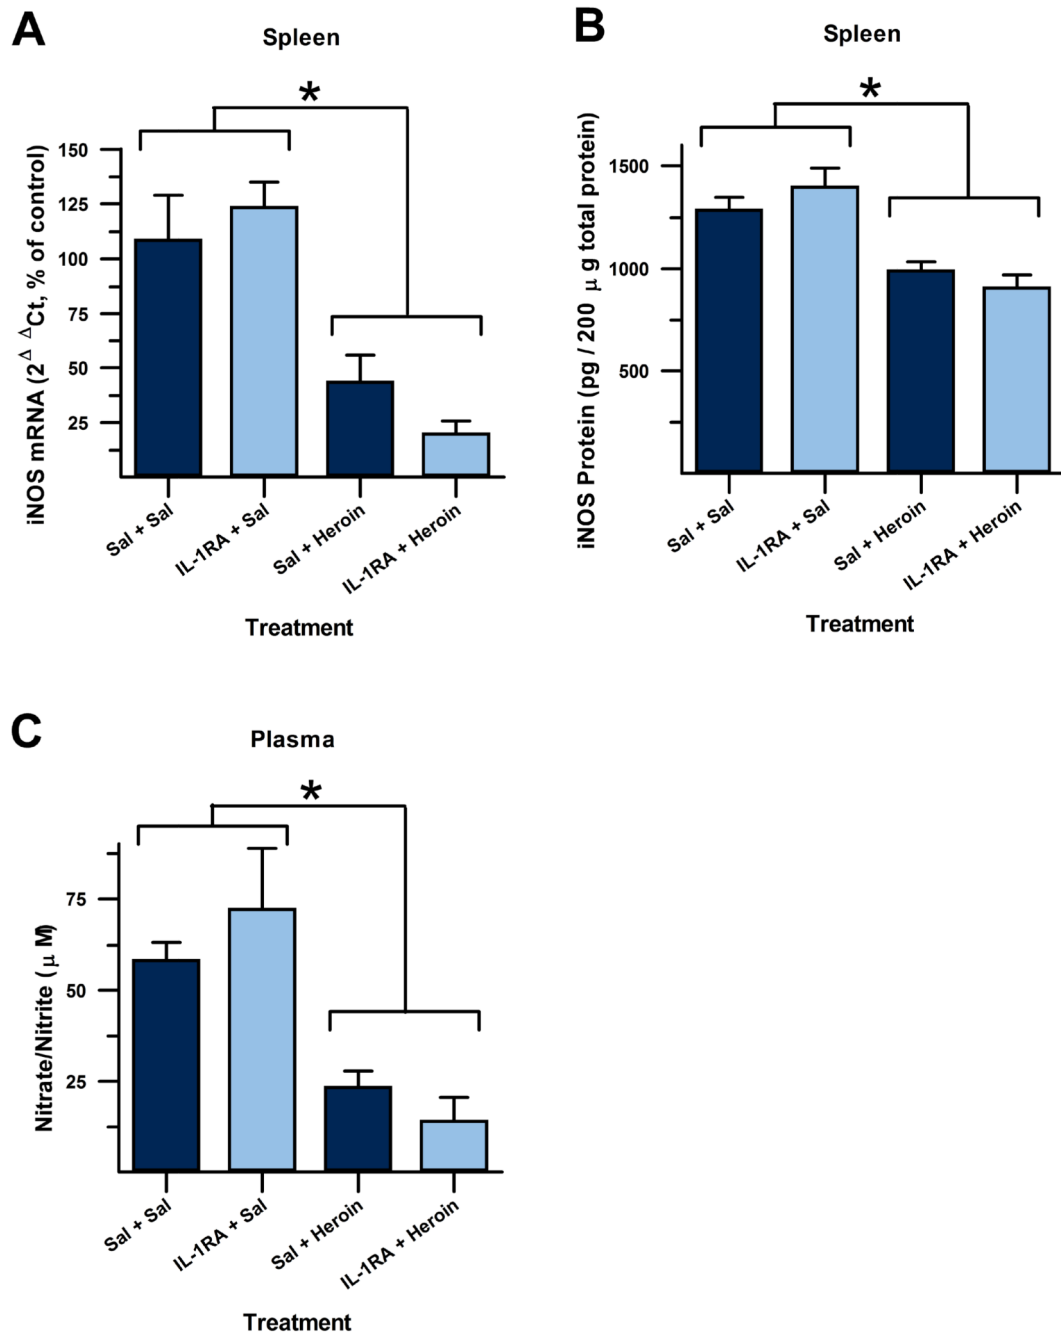 A
Spleen
*
iNOS mRNA (2Δ ΔCt, % of control)
150
125
100
75
50
25
Sal + Sal
IL-1RA + Sal
Sal + Heroin
IL-1RA + Heroin
Treatment
B
Spleen
*
iNOS Protein (pg / 200 μ g total protein)
1500
1000
500
Sal + Sal
IL-1RA + Sal
Sal + Heroin
IL-1RA + Heroin
Treatment
C
Plasma
*
Nitrate/Nitrite (μ M)
75
50
25
Sal + Sal
IL-1RA + Sal
Sal + Heroin
IL-1RA + Heroin
Treatment